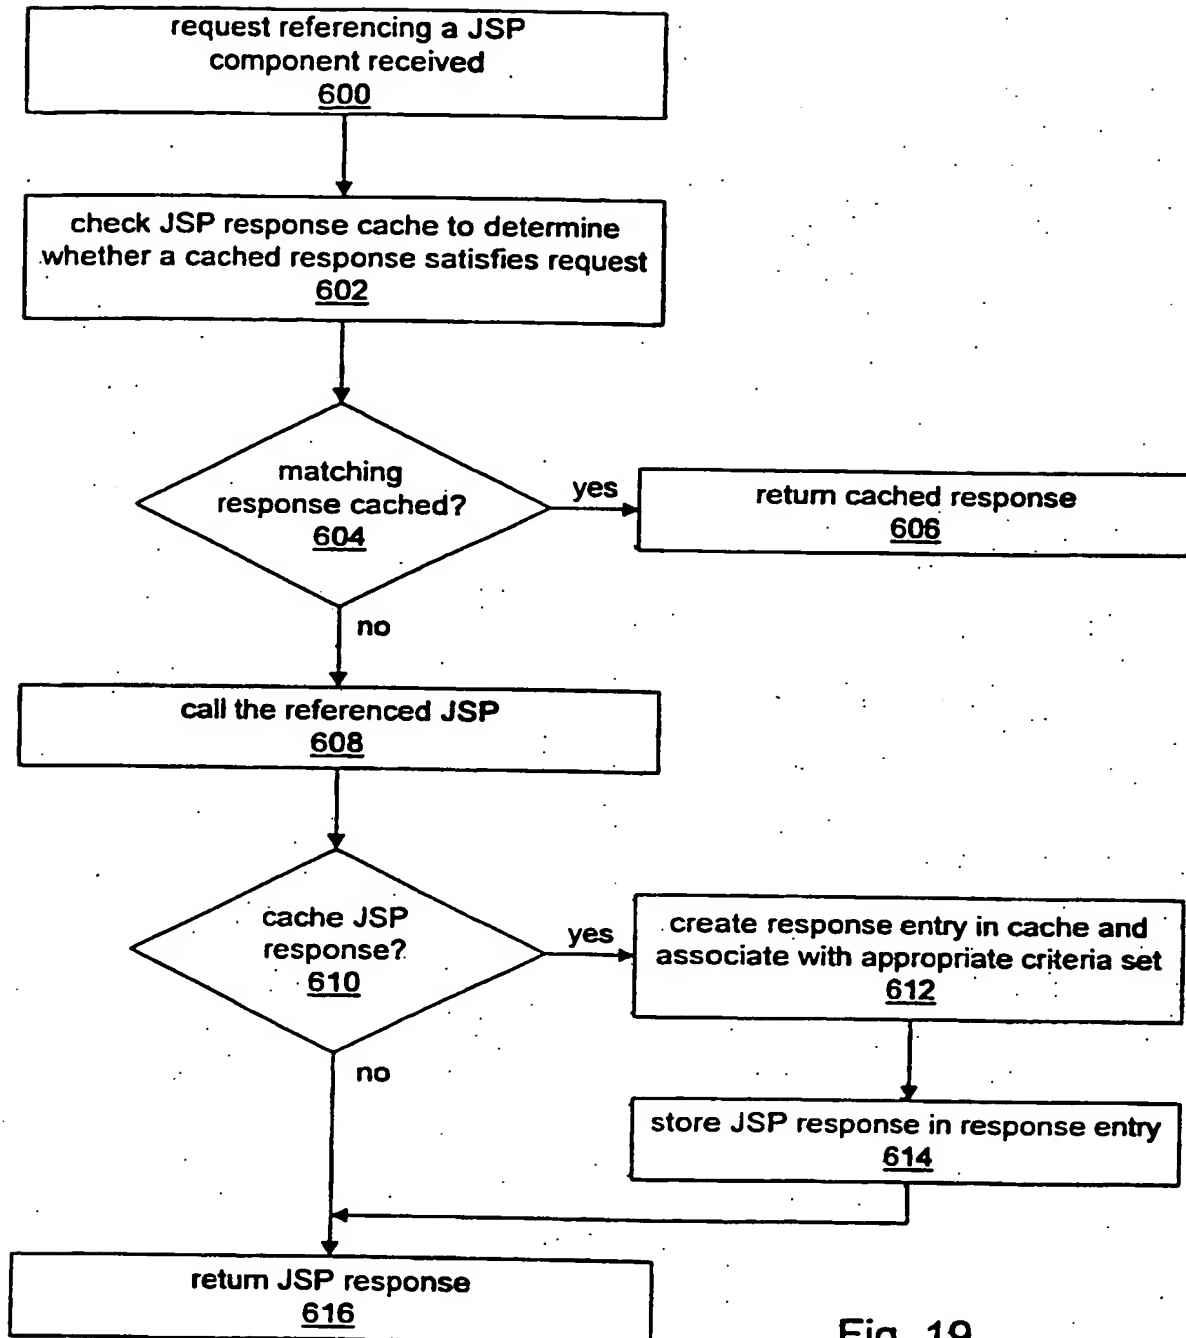 request referencing a JSP
component received
600
check JSP response cache to determine
whether a cached response satisfies request
602
matching
response cached?
604
yes
return cached response
606
no
call the referenced JSP
608
cache JSP
response?
610
yes
create response entry in cache and
associate with appropriate criteria set
612
no
store JSP response in response entry
614
return JSP response
616
Fig. 19